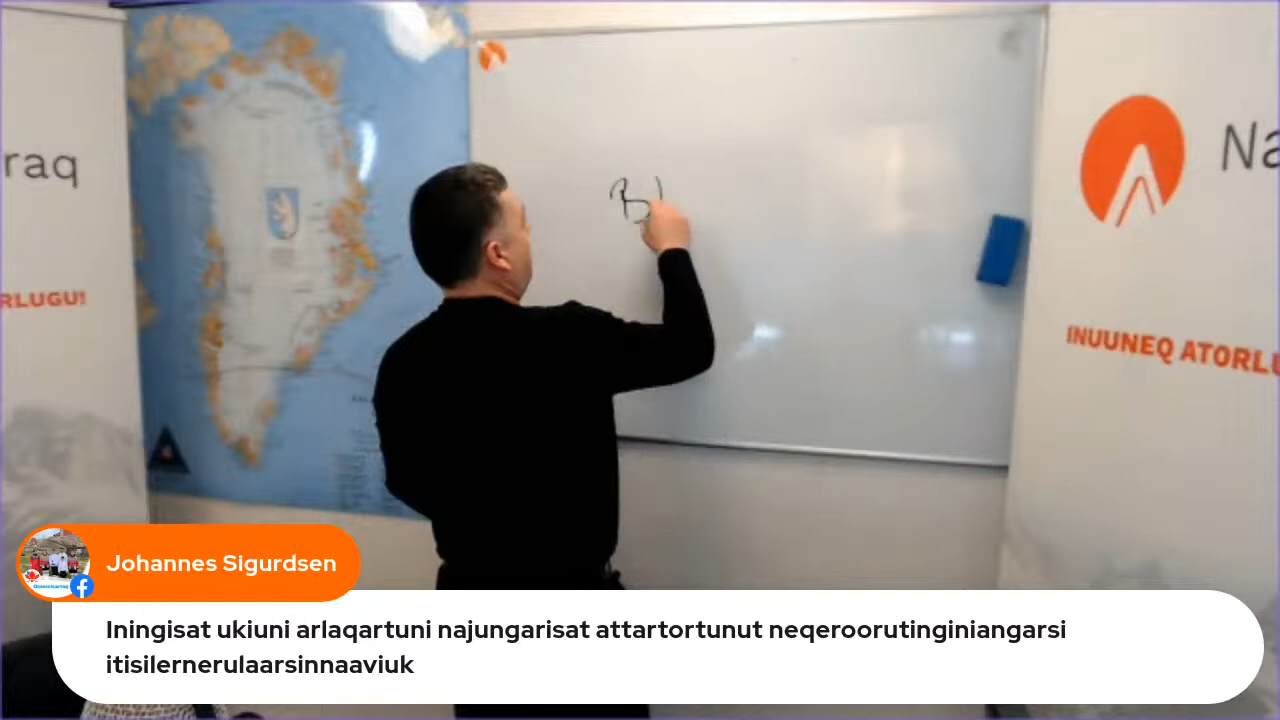 raq
RLUGU!
Na
INUUNEQ ATORLU
Johannes Sigurdsen
Iningisat ukiuni arlaqartuni najungarisat attartortunut neqeroorutinginiangarsi
itisilernerulaarsinnaaviuk